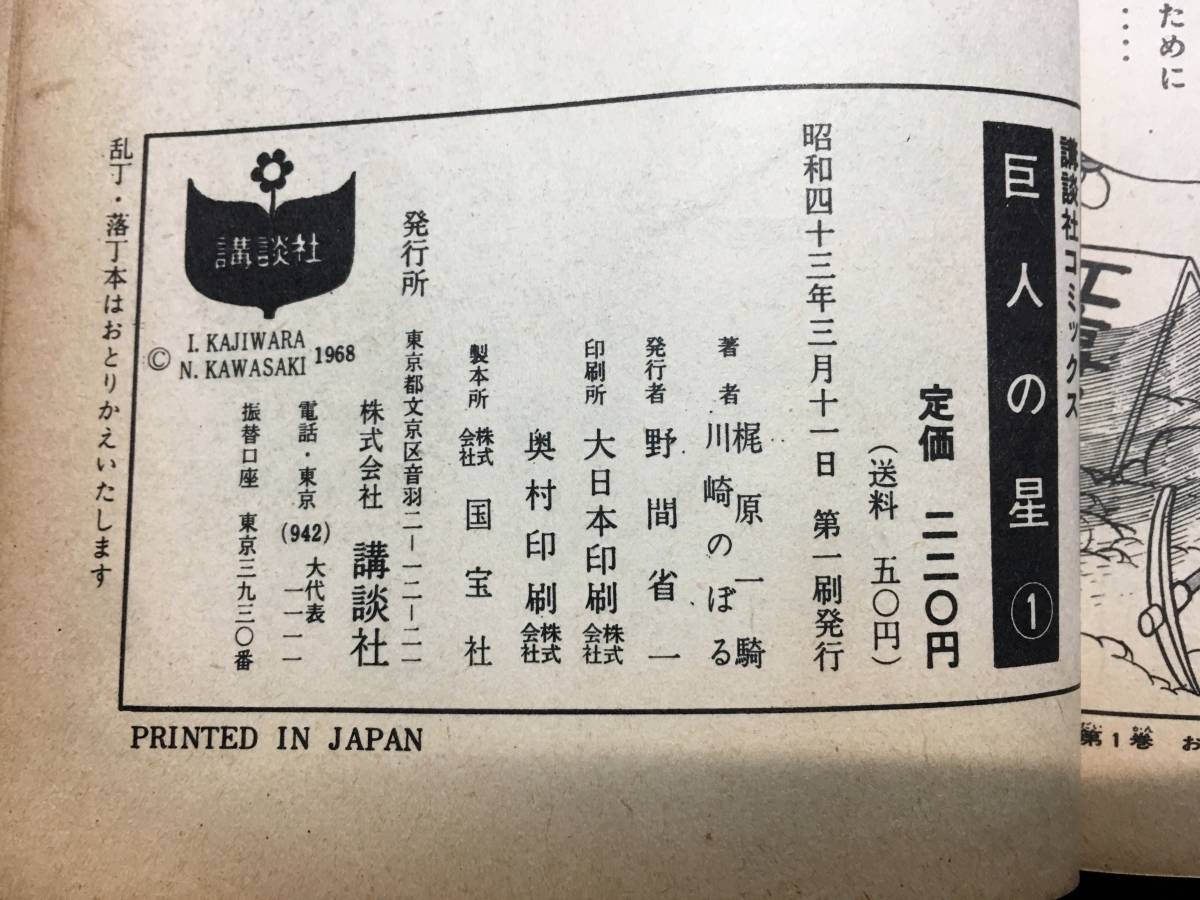 ために
‥‥
講談社コミックス
巨人の星①
定価 二二〇円
(送料 五〇円)
昭和四十三年三月十一日 第一刷発行
著者 梶原一騎
川崎のぼる
発行者 野間省一
印刷所 大日本印刷株式会社
奥村印刷株式会社
製本所 株式会社国宝社
発行所 東京都文京区音羽二ー一二ー二一
株式会社 講談社
電話・東京(942)一一一一大代表
振替口座 東京三九三〇番
講談社
© I. KAJIWARA
N. KAWASAKI 1968
乱丁・落丁本はおとりかえいたします
PRINTED IN JAPAN
第1巻 お